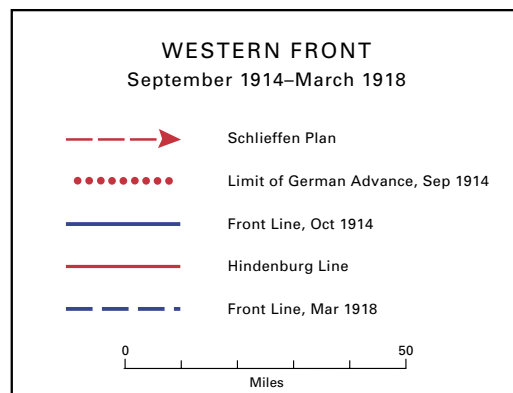 WESTERN FRONT
September 1914–March 1918
Schlieffen Plan
Limit of German Advance, Sep 1914
Front Line, Oct 1914
Hindenburg Line
Front Line, Mar 1918
0 50
Miles